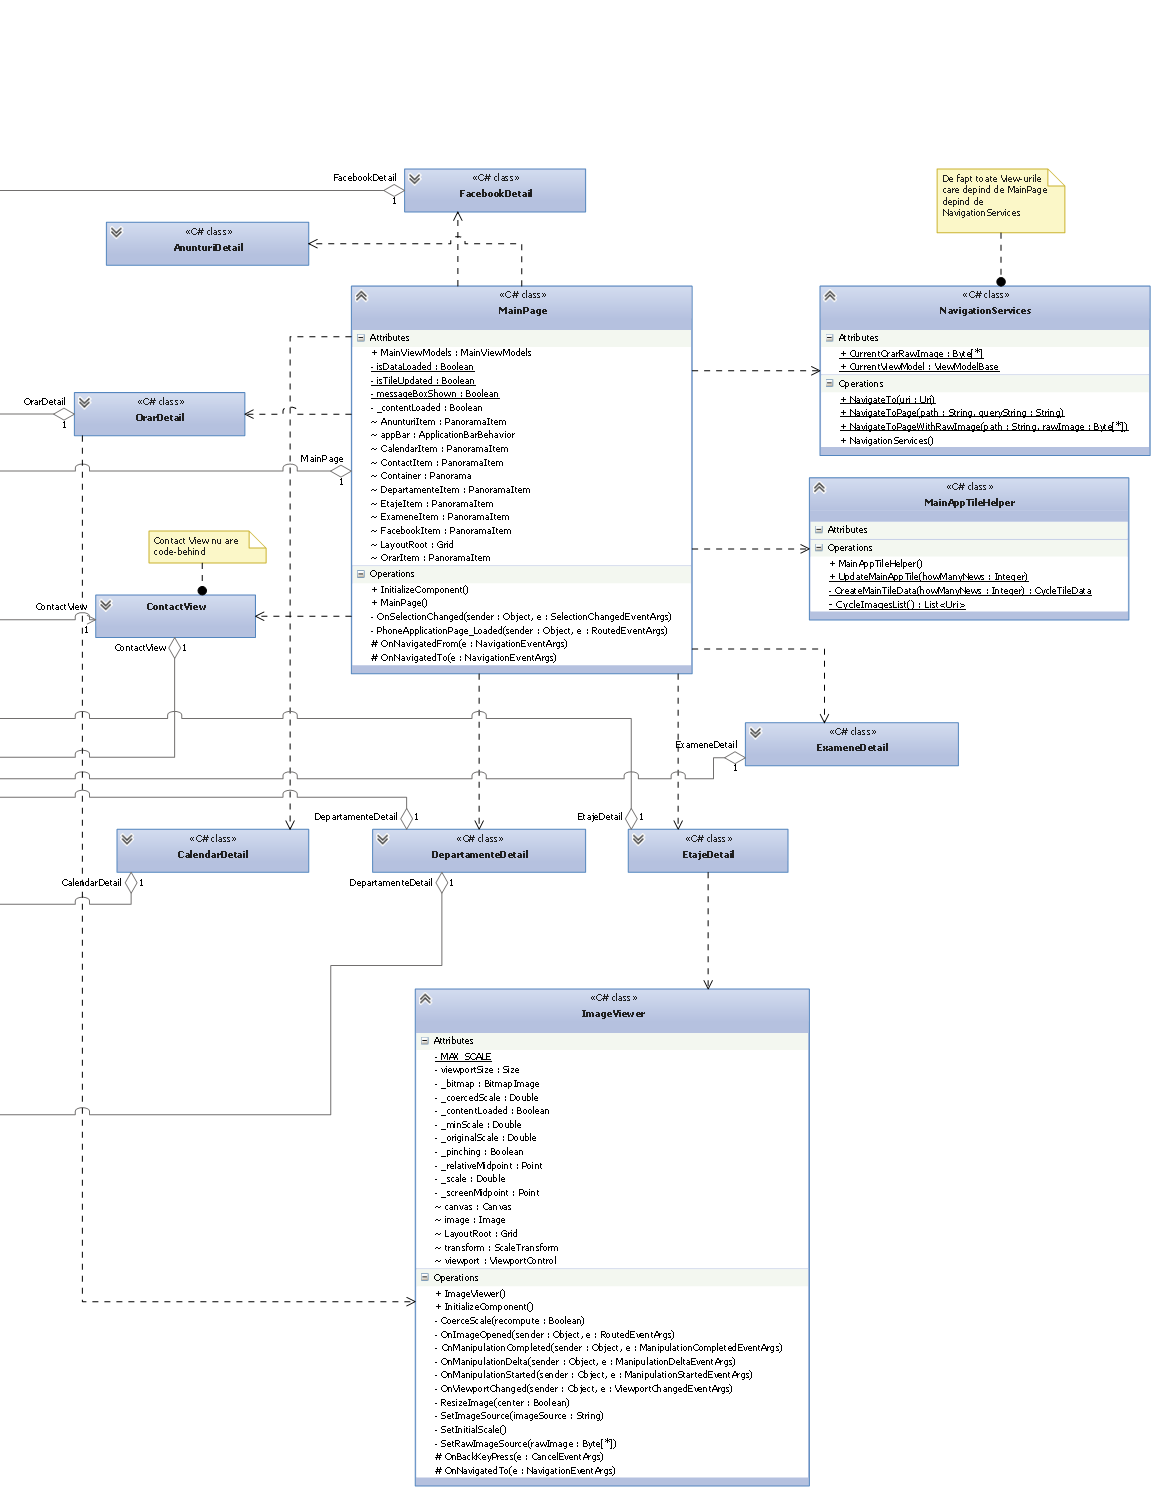 FacebookDetail
1
«C# class»
FacebookDetail
De fapt toate View-urile
care depind de MainPage
depind de
NavigationServices
«C# class»
AnunturiDetail
«C# class»
MainPage
Attributes
+ MainViewModels : MainViewModels
- isDataLoaded : Boolean
- isTileUpdated : Boolean
- messageBoxShown : Boolean
- _contentLoaded : Boolean
~ AnunturiItem : PanoramaItem
~ appBar : ApplicationBarBehavior
~ CalendarItem : PanoramaItem
~ ContactItem : PanoramaItem
~ Container : Panorama
~ DepartamenteItem : PanoramaItem
~ EtajeItem : PanoramaItem
~ ExameneItem : PanoramaItem
~ FacebookItem : PanoramaItem
~ LayoutRoot : Grid
~ OrarItem : PanoramaItem
Operations
+ InitializeComponent()
+ MainPage()
- OnSelectionChanged(sender : Object, e : SelectionChangedEventArgs)
- PhoneApplicationPage_Loaded(sender : Object, e : RoutedEventArgs)
# OnNavigatedFrom(e : NavigationEventArgs)
# OnNavigatedTo(e : NavigationEventArgs)
«C# class»
NavigationServices
Attributes
+ CurrentOrarRawImage : Byte[*]
+ CurrentViewModel : ViewModelBase
Operations
+ NavigateTo(uri : Uri)
+ NavigateToPage(path : String, queryString : String)
+ NavigateToPageWithRawImage(path : String, rawImage : Byte[*])
+ NavigationServices()
OrarDetail
1
«C# class»
OrarDetail
MainPage
1
«C# class»
MainAppTileHelper
Attributes
Operations
+ MainAppTileHelper()
+ UpdateMainAppTile(howManyNews : Integer)
- CreateMainTileData(howManyNews : Integer) : CycleTileData
- CycleImagesList() : List<Uri>
Contact View nu are
code-behind
ContactView
1
ContactView
ContactView
1
ExameneDetail
1
«C# class»
ExameneDetail
DepartamenteDetail
1
EtajeDetail
1
«C# class»
CalendarDetail
«C# class»
DepartamenteDetail
«C# class»
EtajeDetail
CalendarDetail
1
DepartamenteDetail
1
«C# class»
ImageViewer
Attributes
- MAX_SCALE
- viewportSize : Size
- _bitmap : BitmapImage
- _coercedScale : Double
- _contentLoaded : Boolean
- _minScale : Double
- _originalScale : Double
- _pinching : Boolean
- _relativeMidpoint : Point
- _scale : Double
- _screenMidpoint : Point
~ canvas : Canvas
~ image : Image
~ LayoutRoot : Grid
~ transform : ScaleTransform
~ viewport : ViewportControl
Operations
+ ImageViewer()
+ InitializeComponent()
- CoerceScale(recompute : Boolean)
- OnImageOpened(sender : Object, e : RoutedEventArgs)
- OnManipulationCompleted(sender : Object, e : ManipulationCompletedEventArgs)
- OnManipulationDelta(sender : Object, e : ManipulationDeltaEventArgs)
- OnManipulationStarted(sender : Object, e : ManipulationStartedEventArgs)
- OnViewportChanged(sender : Object, e : ViewportChangedEventArgs)
- ResizeImage(center : Boolean)
- SetImageSource(imageSource : String)
- SetInitialScale()
- SetRawImageSource(rawImage : Byte[*])
# OnBackKeyPress(e : CancelEventArgs)
# OnNavigatedTo(e : NavigationEventArgs)